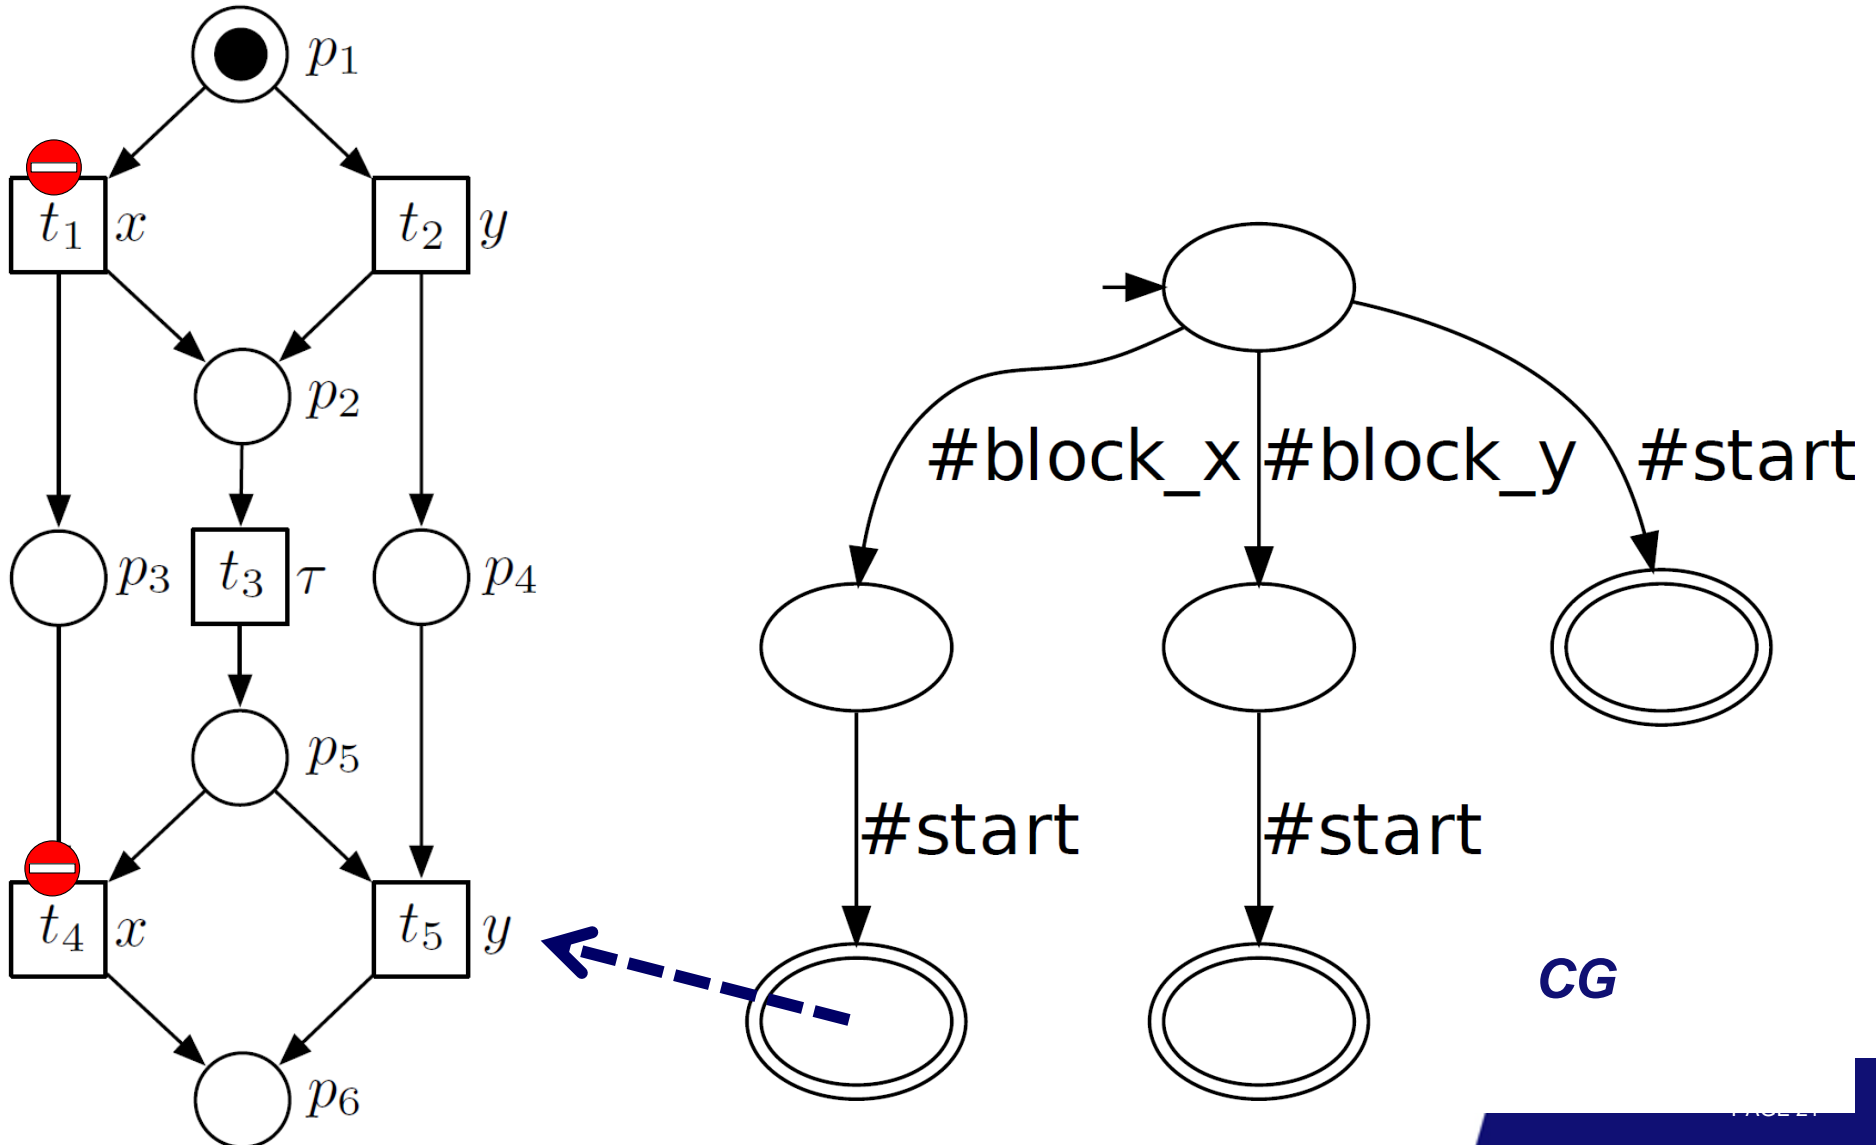 p1
t1 x
t2 y
p2
p3
t3 τ
p4
p5
t4 x
t5 y
p6
#block_x
#block_y
#start
#start
#start
CG